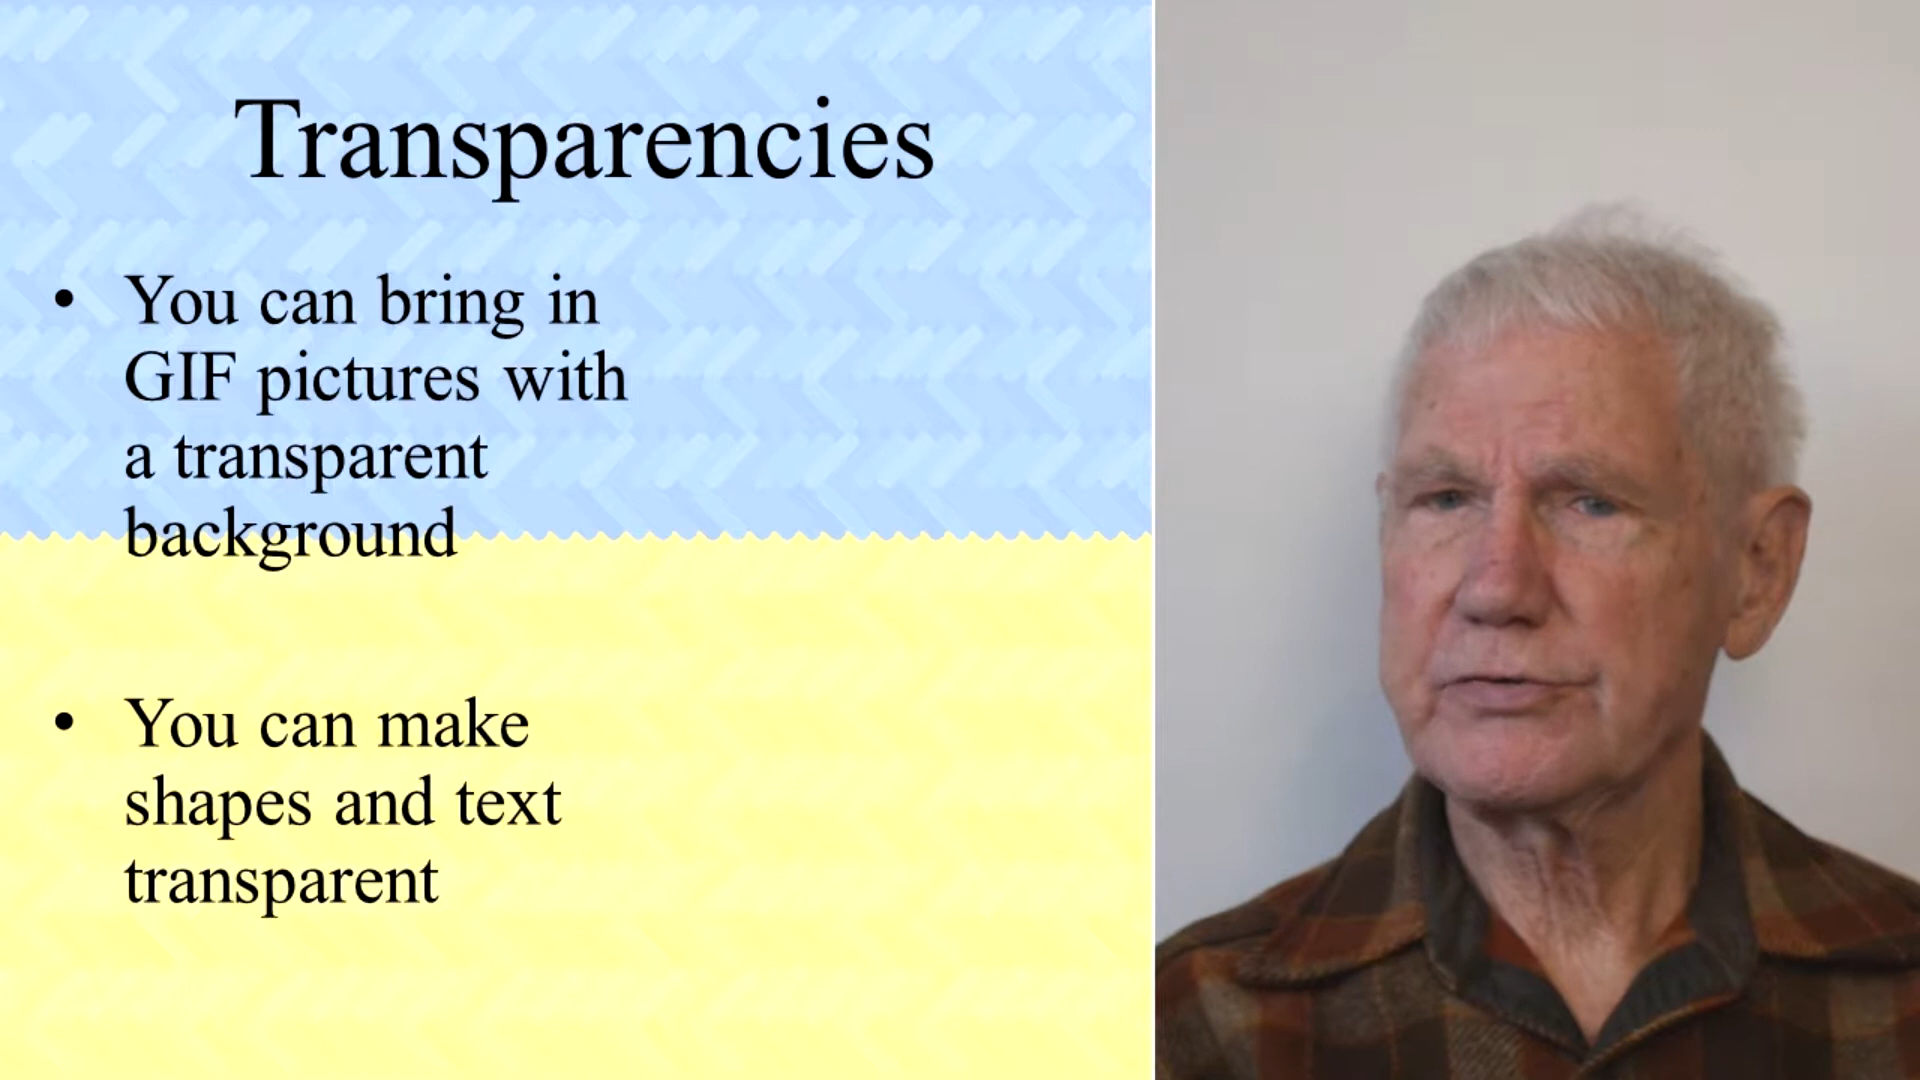 Transparencies
• You can bring in
GIF pictures with
a transparent
background
• You can make
shapes and text
transparent